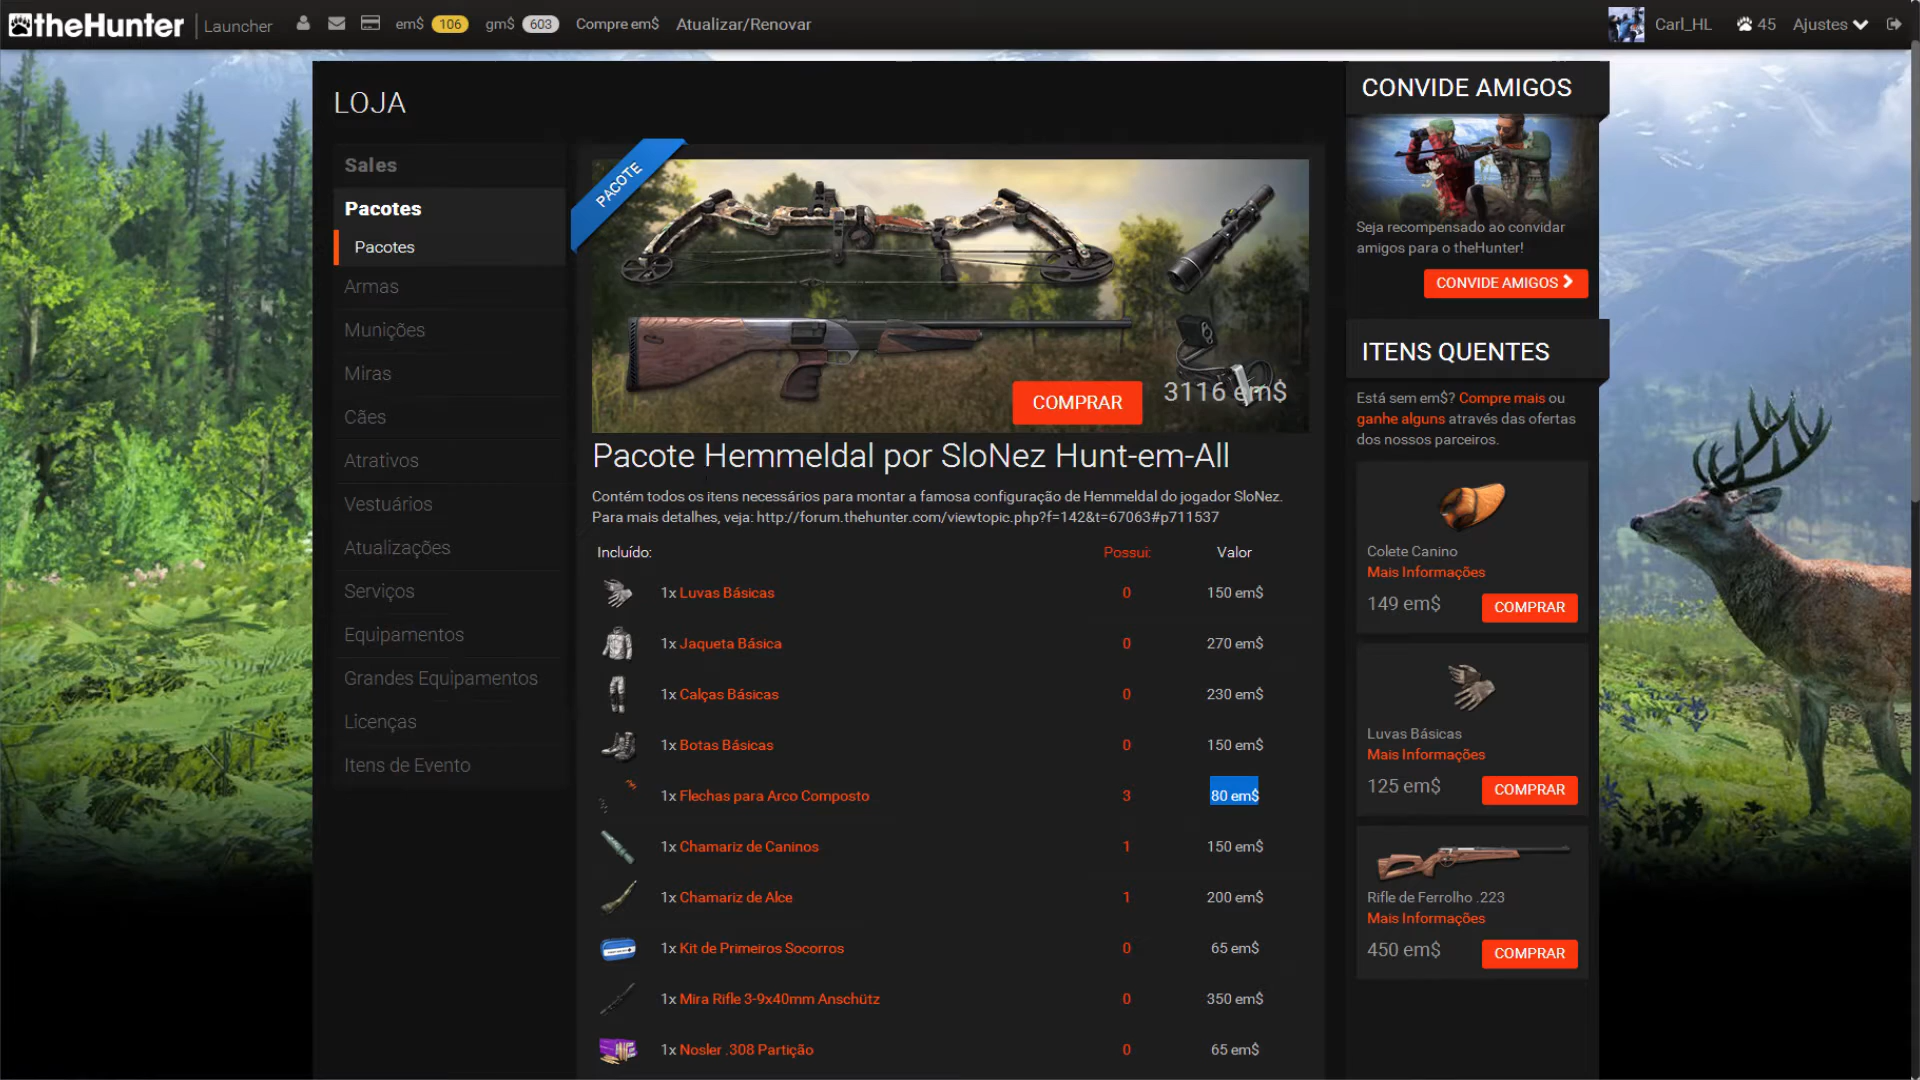 theHunter
Launcher
em$ 106
gm$ 603
Compre em$
Atualizar/Renovar
Carl_HL
45
Ajustes
LOJA
Sales
Pacotes
Pacotes
Armas
Munições
Miras
Cães
Atrativos
Vestuários
Atualizações
Serviços
Equipamentos
Grandes Equipamentos
Licenças
Itens de Evento
PACOTE
COMPRAR
3116 em$
Pacote Hemmeldal por SloNez Hunt-em-All
Contém todos os itens necessários para montar a famosa configuração de Hemmeldal do jogador SloNez.
Para mais detalhes, veja: http://forum.thehunter.com/viewtopic.php?f=142&t=67063#p711537
Incluído: Possui: Valor
1x Luvas Básicas 0 150 em$
1x Jaqueta Básica 0 270 em$
1x Calças Básicas 0 230 em$
1x Botas Básicas 0 150 em$
1x Flechas para Arco Composto 3 80 em$
1x Chamariz de Caninos 1 150 em$
1x Chamariz de Alce 1 200 em$
1x Kit de Primeiros Socorros 0 65 em$
1x Mira Rifle 3-9x40mm Anschütz 0 350 em$
1x Nosler .308 Partição 0 65 em$
CONVIDE AMIGOS
Seja recompensado ao convidar
amigos para o theHunter!
CONVIDE AMIGOS
ITENS QUENTES
Está sem em$? Compre mais ou
ganhe alguns através das ofertas
dos nossos parceiros.
Colete Canino
Mais Informações
149 em$ COMPRAR
Luvas Básicas
Mais Informações
125 em$ COMPRAR
Rifle de Ferrolho .223
Mais Informações
450 em$ COMPRAR